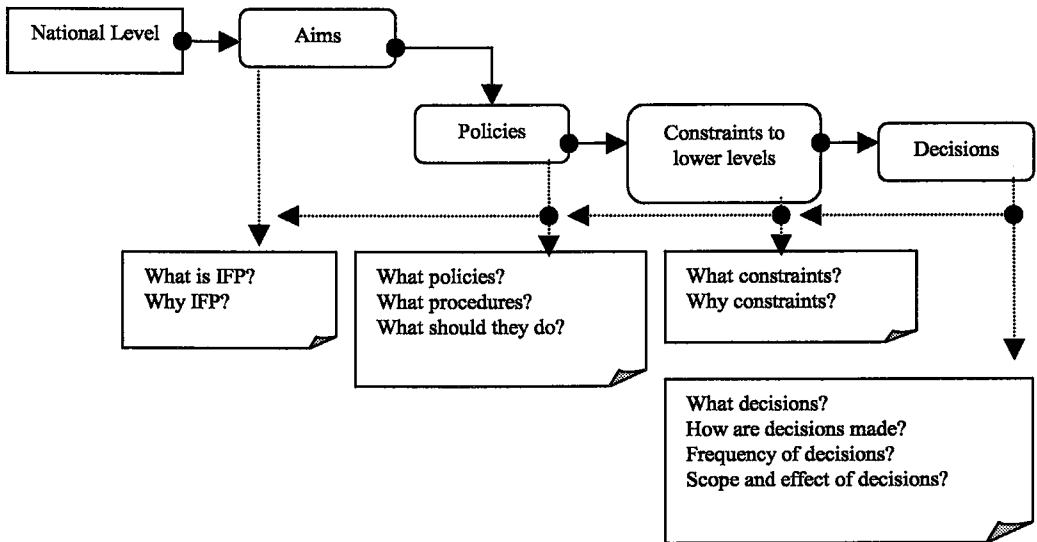 National Level
Aims
Policies
Constraints to
lower levels
Decisions
What is IFP?
Why IFP?
What policies?
What procedures?
What should they do?
What constraints?
Why constraints?
What decisions?
How are decisions made?
Frequency of decisions?
Scope and effect of decisions?